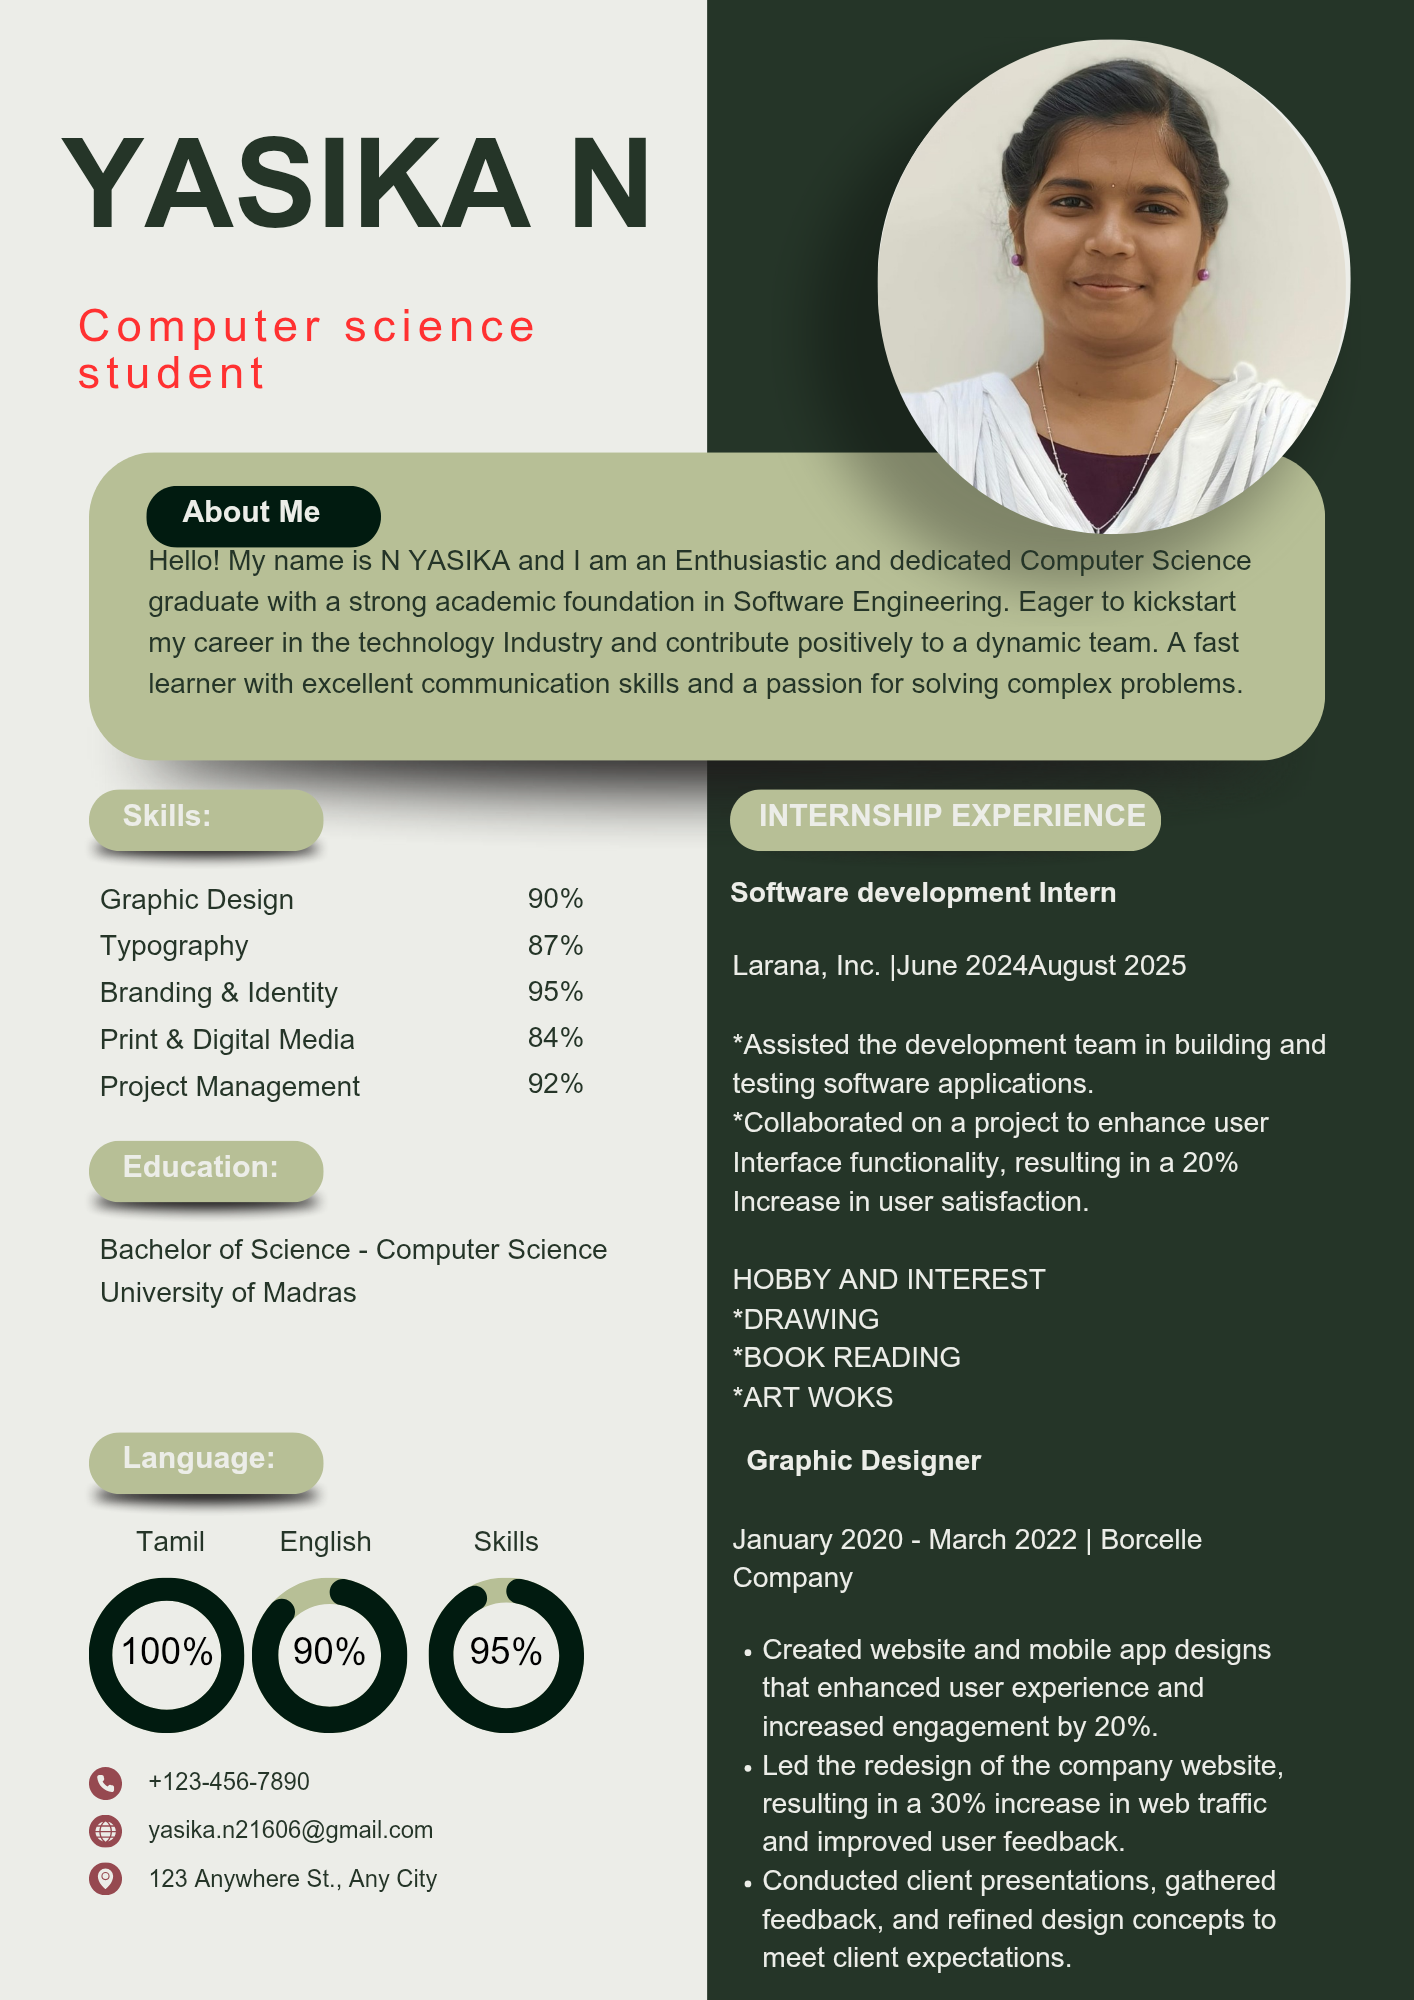 YASIKA N
Computer science
student
About Me
Hello! My name is N YASIKA and I am an Enthusiastic and dedicated Computer Science
graduate with a strong academic foundation in Software Engineering. Eager to kickstart
my career in the technology Industry and contribute positively to a dynamic team. A fast
learner with excellent communication skills and a passion for solving complex problems.
Skills:
Graphic Design 90%
Typography 87%
Branding & Identity 95%
Print & Digital Media 84%
Project Management 92%
Education:
Bachelor of Science - Computer Science
University of Madras
Language:
Tamil English Skills
100% 90% 95%
+123-456-7890
yasika.n21606@gmail.com
123 Anywhere St., Any City
INTERNSHIP EXPERIENCE
Software development Intern
Larana, Inc. |June 2024August 2025
*Assisted the development team in building and
testing software applications.
*Collaborated on a project to enhance user
Interface functionality, resulting in a 20%
Increase in user satisfaction.
HOBBY AND INTEREST
*DRAWING
*BOOK READING
*ART WOKS
Graphic Designer
January 2020 - March 2022 | Borcelle
Company
• Created website and mobile app designs
that enhanced user experience and
increased engagement by 20%.
• Led the redesign of the company website,
resulting in a 30% increase in web traffic
and improved user feedback.
• Conducted client presentations, gathered
feedback, and refined design concepts to
meet client expectations.